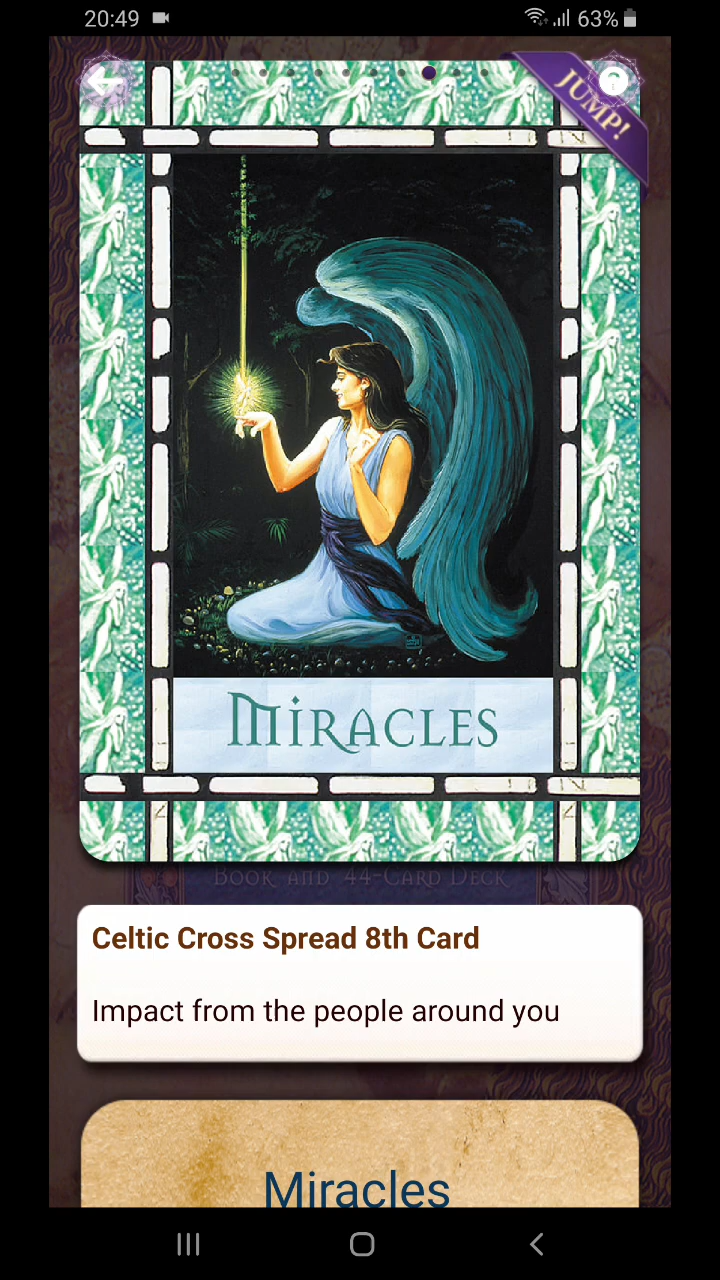 20:49
63%
JUMP!
MIRACLES
BOOK AND 44-CARD DECK
Celtic Cross Spread 8th Card
Impact from the people around you
Miracles